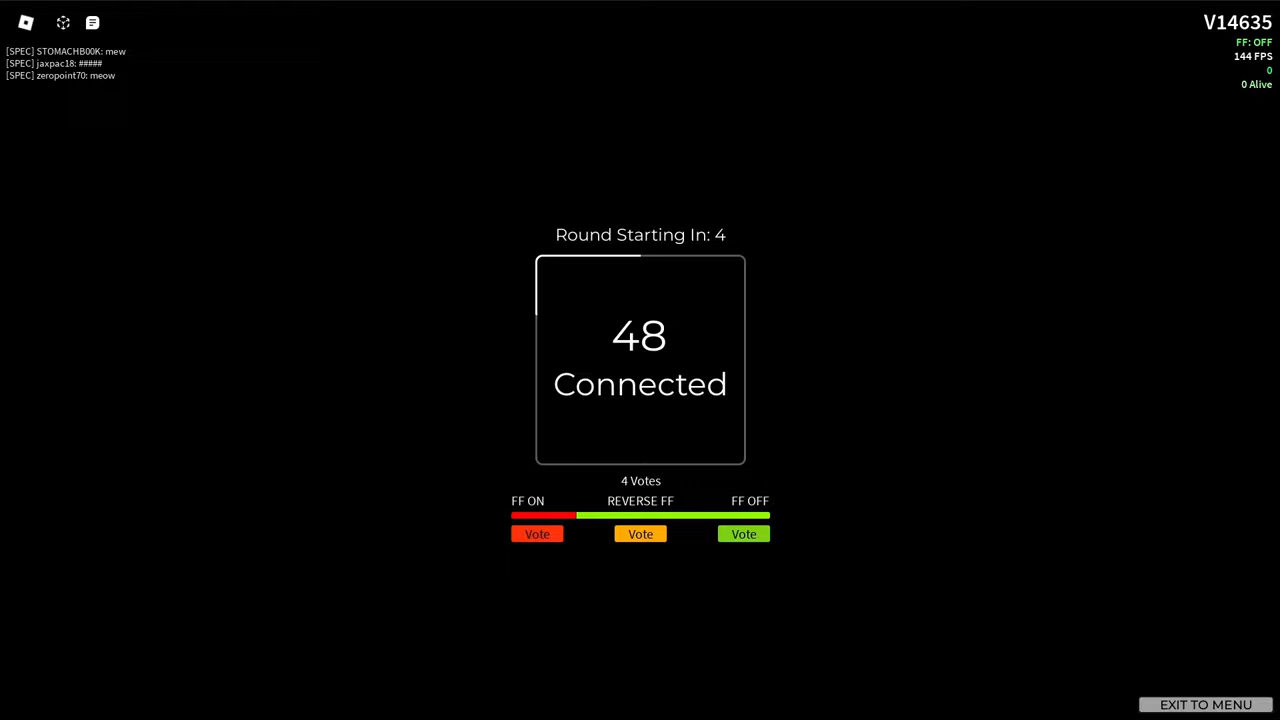 V14635
FF: OFF
144 FPS
0
0 Alive
[SPEC] STOMACHB00K: mew
[SPEC] jaxpac18: #####
[SPEC] zeropoint70: meow
Round Starting In: 4
48
Connected
4 Votes
FF ON REVERSE FF FF OFF
Vote Vote Vote
EXIT TO MENU